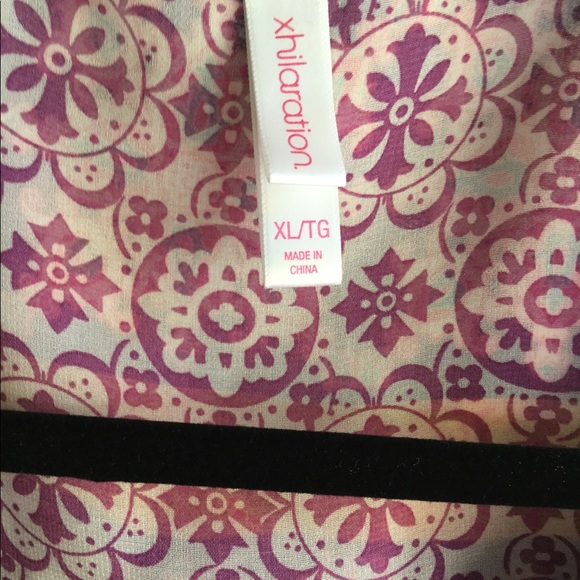 xhilaration.
XL/TG
MADE IN
CHINA